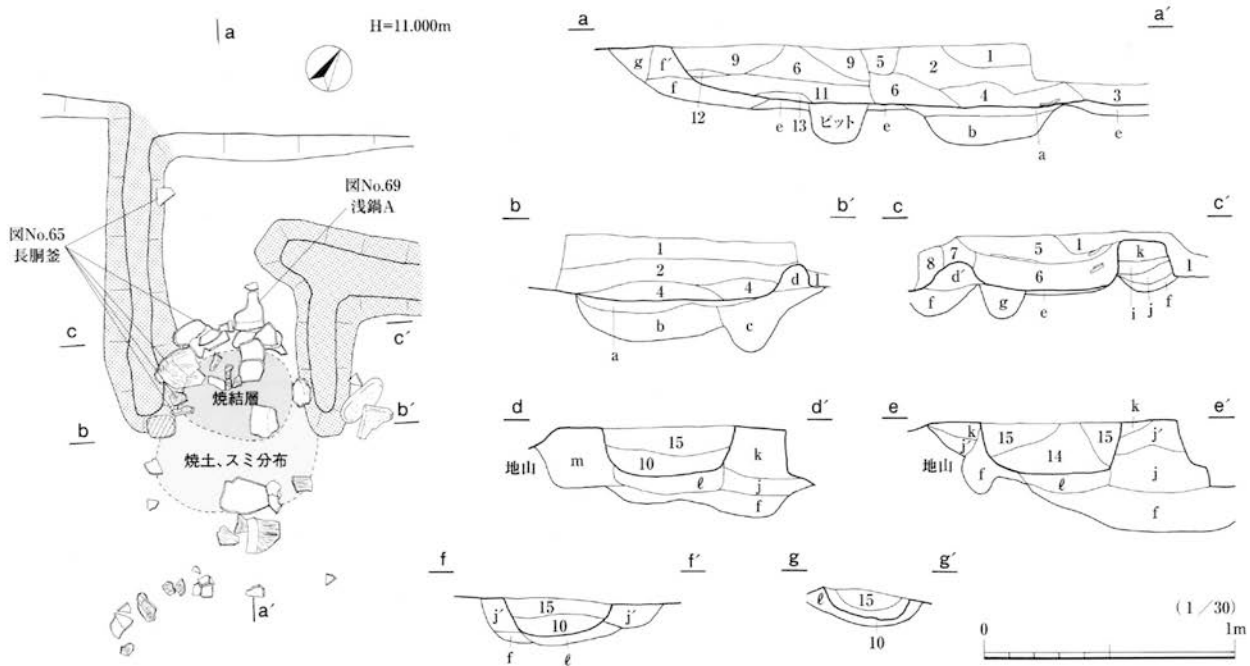 a
H=11.000m
図No.69
浅鍋A
図No.65
長胴釜
c
c´
焼結層
b
b´
焼土、スミ分布
a´
a
a´
g
f´
9
6
9
5
2
1
f
11
6
4
3
12
e
13
ピット
e
b
a
e
b
b´
1
2
4
4
d
1
b
c
a
c
c´
8
7
5
1
k
1
d´
6
f
g
e
i
j
f
d
d´
15
m
10
k
地山
ℓ
j
f
e
e´
k
k
15
15
j´
j´
14
地山
f
ℓ
j
f
f
f´
15
j´
10
j´
f
ℓ
g
g´
ℓ
15
10
(1/30)
0
1m